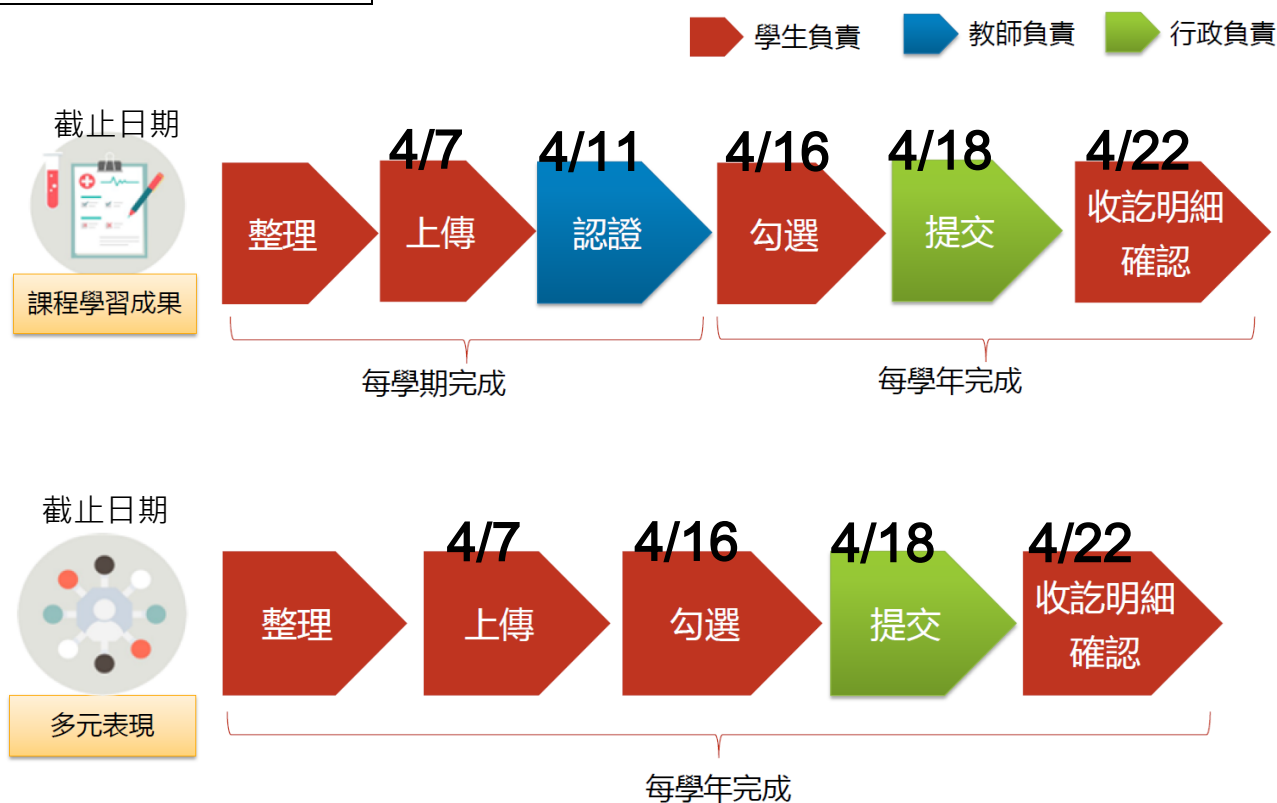 學生負責 教師負責 行政負責
截止日期
4/7 4/11 4/16 4/18 4/22
整理 上傳 認證 勾選 提交 收訖明細
確認
課程學習成果
每學期完成 每學年完成
截止日期
4/7 4/16 4/18 4/22
整理 上傳 勾選 提交 收訖明細
確認
多元表現
每學年完成